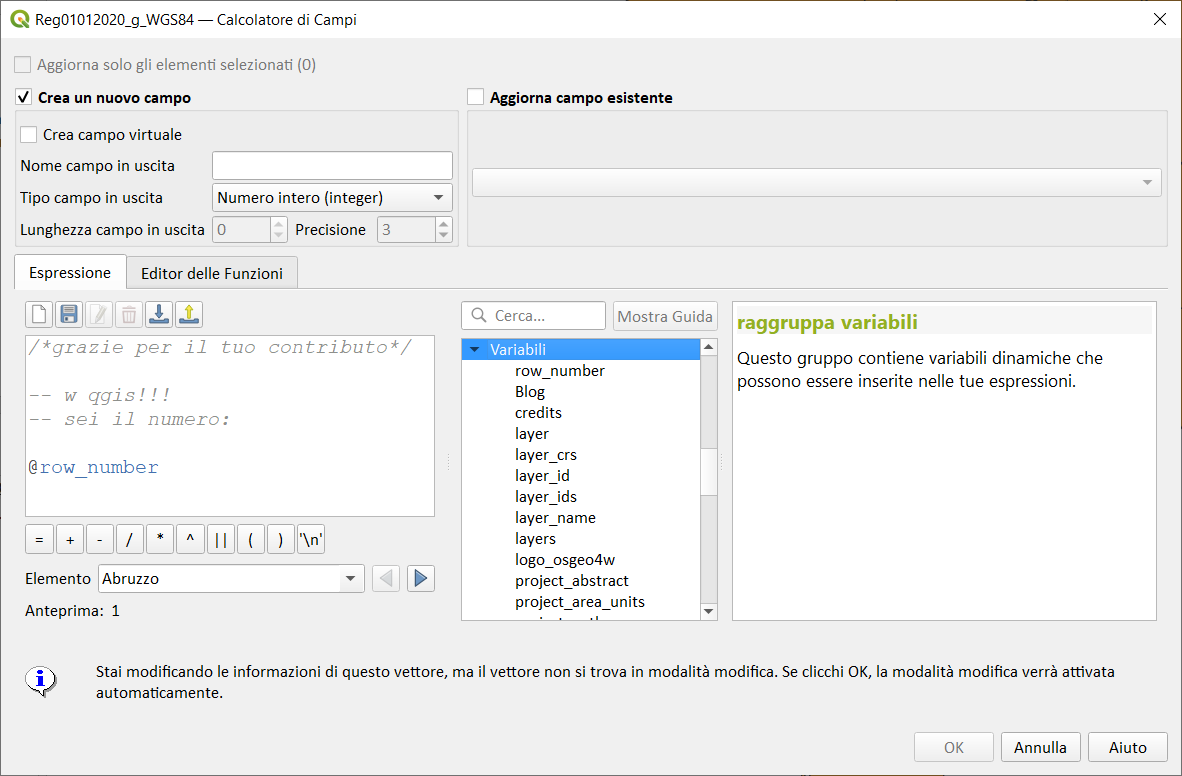 Reg01012020_g_WGS84 — Calcolatore di Campi
Aggiorna solo gli elementi selezionati (0)
Crea un nuovo campo
Aggiorna campo esistente
Crea campo virtuale
Nome campo in uscita
Tipo campo in uscita Numero intero (integer)
Lunghezza campo in uscita 0 Precisione 3
Espressione Editor delle Funzioni
/*grazie per il tuo contributo*/
-- w qgis!!!
-- sei il numero:
@row_number
= + - / * ^ || ( ) '\n'
Elemento Abruzzo
Anteprima: 1
Cerca... Mostra Guida
Variabili
row_number
Blog
credits
layer
layer_crs
layer_id
layer_ids
layer_name
layers
logo_osgeo4w
project_abstract
project_area_units
raggruppa variabili
Questo gruppo contiene variabili dinamiche che
possono essere inserite nelle tue espressioni.
Stai modificando le informazioni di questo vettore, ma il vettore non si trova in modalità modifica. Se clicchi OK, la modalità modifica verrà attivata
automaticamente.
OK Annulla Aiuto